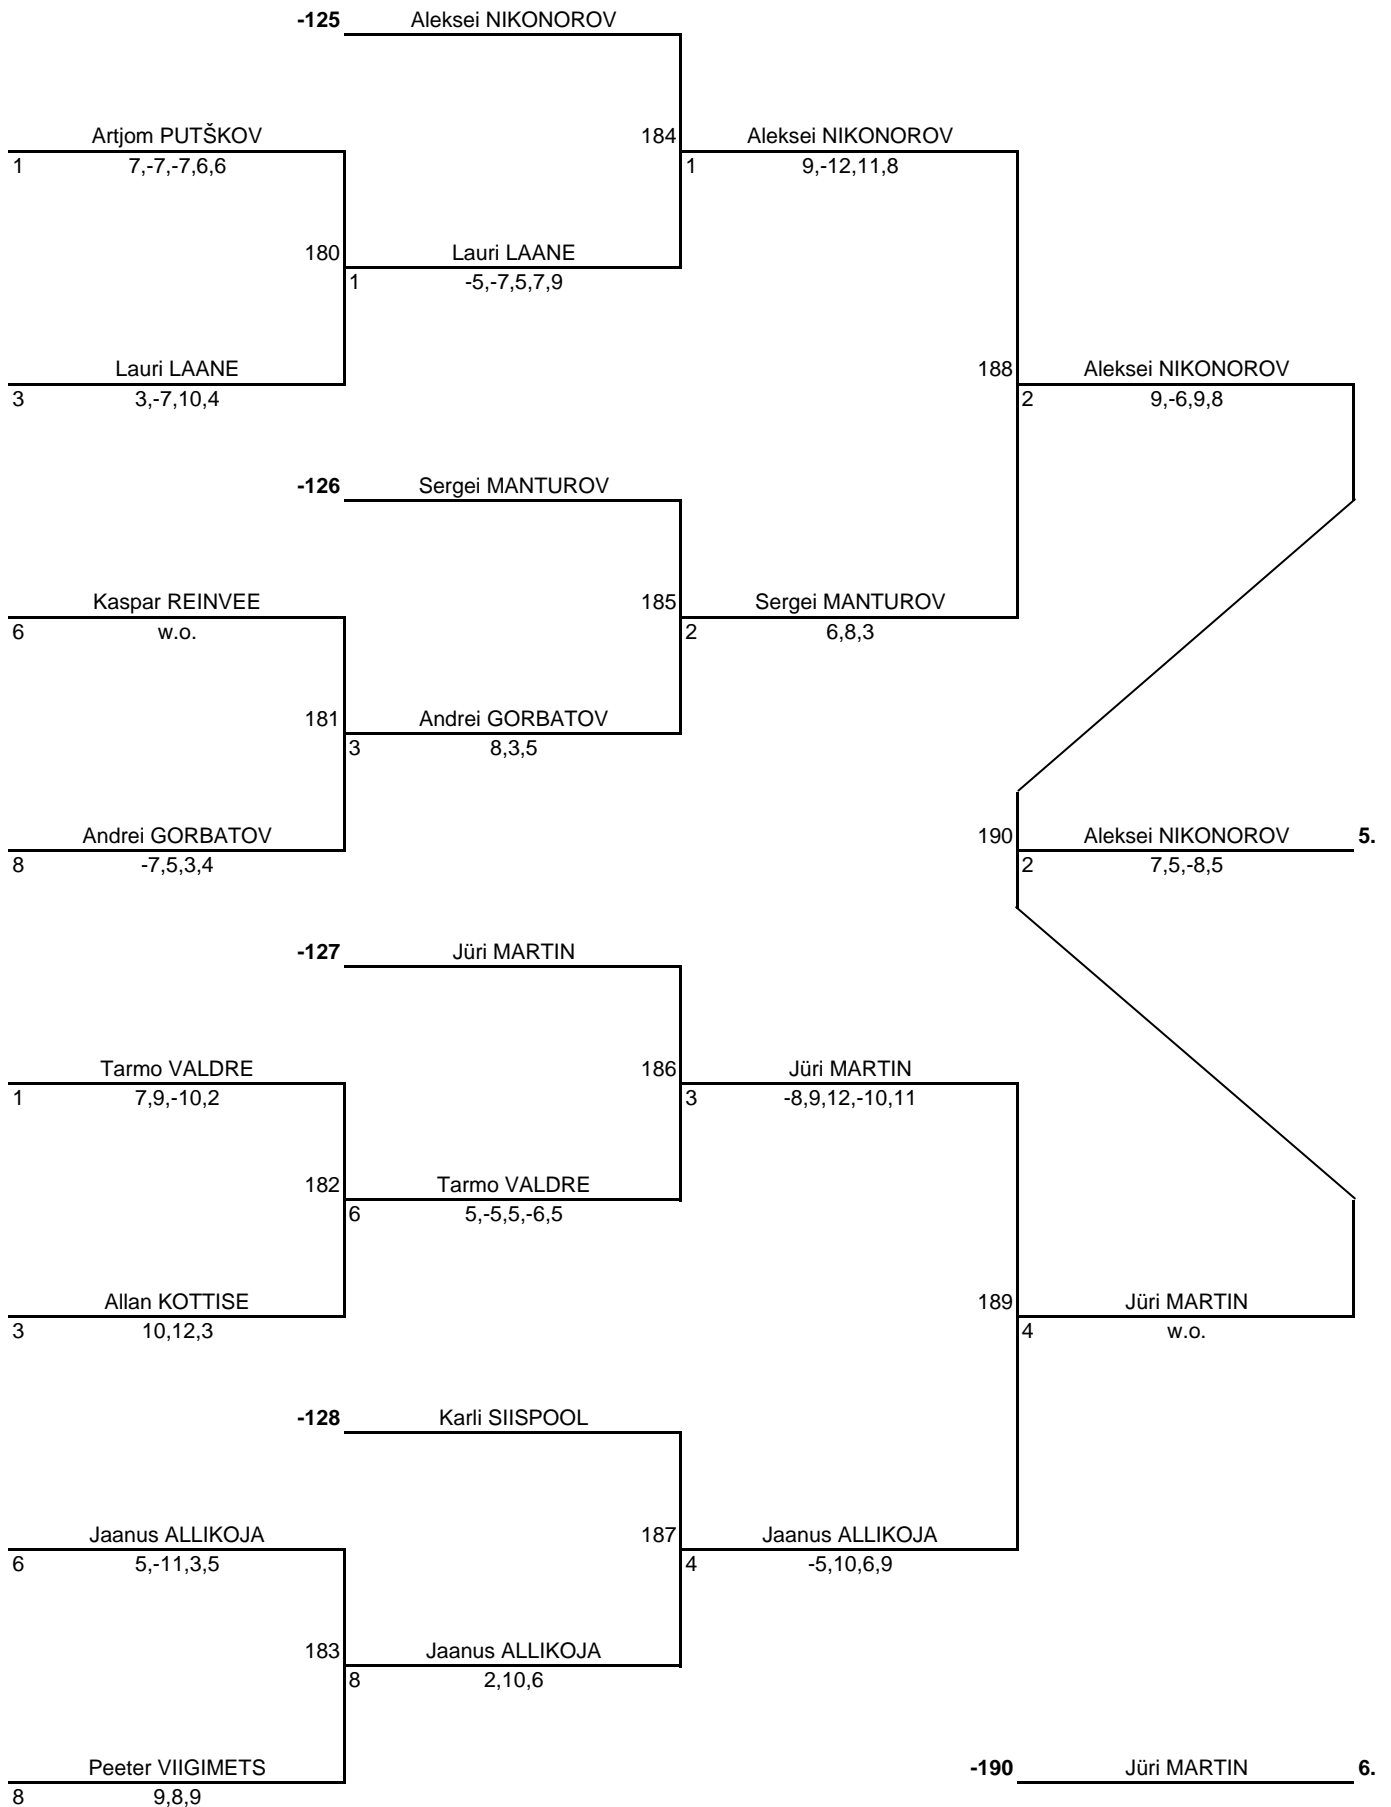 -125 Aleksei NIKONOROV
Artjom PUTŠKOV 184 Aleksei NIKONOROV
1 7,-7,-7,6,6 1 9,-12,11,8
180 Lauri LAANE
1 -5,-7,5,7,9
Lauri LAANE 188 Aleksei NIKONOROV
3 3,-7,10,4 2 9,-6,9,8
-126 Sergei MANTUROV
Kaspar REINVEE 185 Sergei MANTUROV
6 w.o. 2 6,8,3
181 Andrei GORBATOV
3 8,3,5
Andrei GORBATOV 190 Aleksei NIKONOROV 5.
8 -7,5,3,4 2 7,5,-8,5
-127 Jüri MARTIN
Tarmo VALDRE 186 Jüri MARTIN
1 7,9,-10,2 3 -8,9,12,-10,11
182 Tarmo VALDRE
6 5,-5,5,-6,5
Allan KOTTISE 189 Jüri MARTIN
3 10,12,3 4 w.o.
-128 Karli SIISPOOL
Jaanus ALLIKOJA 187 Jaanus ALLIKOJA
6 5,-11,3,5 4 -5,10,6,9
183 Jaanus ALLIKOJA
8 2,10,6
Peeter VIIGIMETS -190 Jüri MARTIN 6.
8 9,8,9